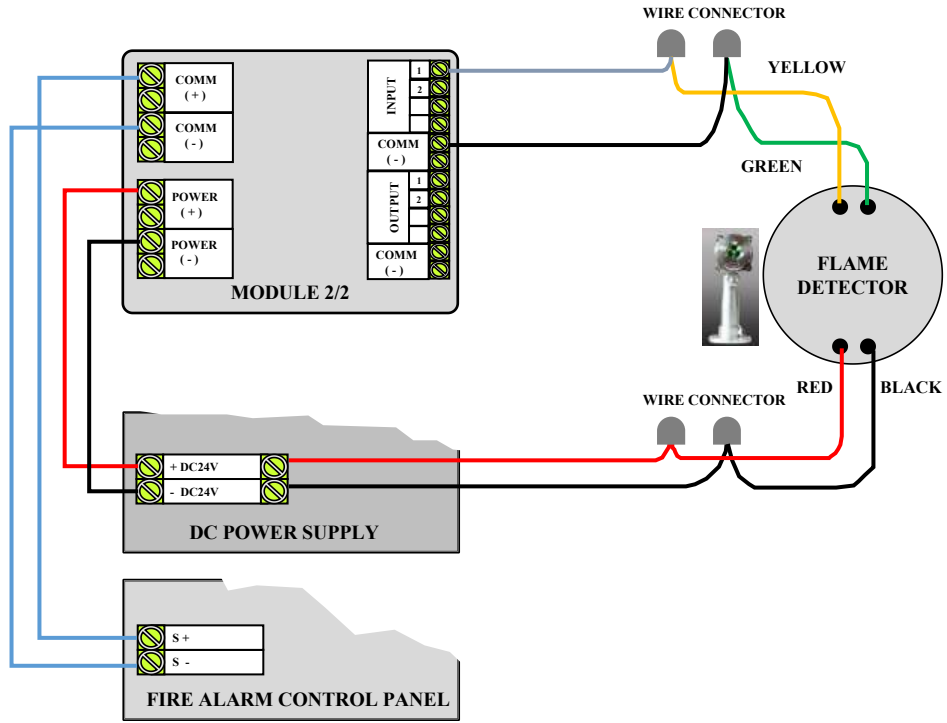 WIRE CONNECTOR
YELLOW
GREEN
COMM
( + )
COMM
( - )
POWER
( + )
POWER
( - )
INPUT
1
2
COMM
( - )
OUTPUT
1
2
COMM
( - )
MODULE 2/2
FLAME
DETECTOR
RED
BLACK
WIRE CONNECTOR
+ DC24V
- DC24V
DC POWER SUPPLY
S +
S -
FIRE ALARM CONTROL PANEL